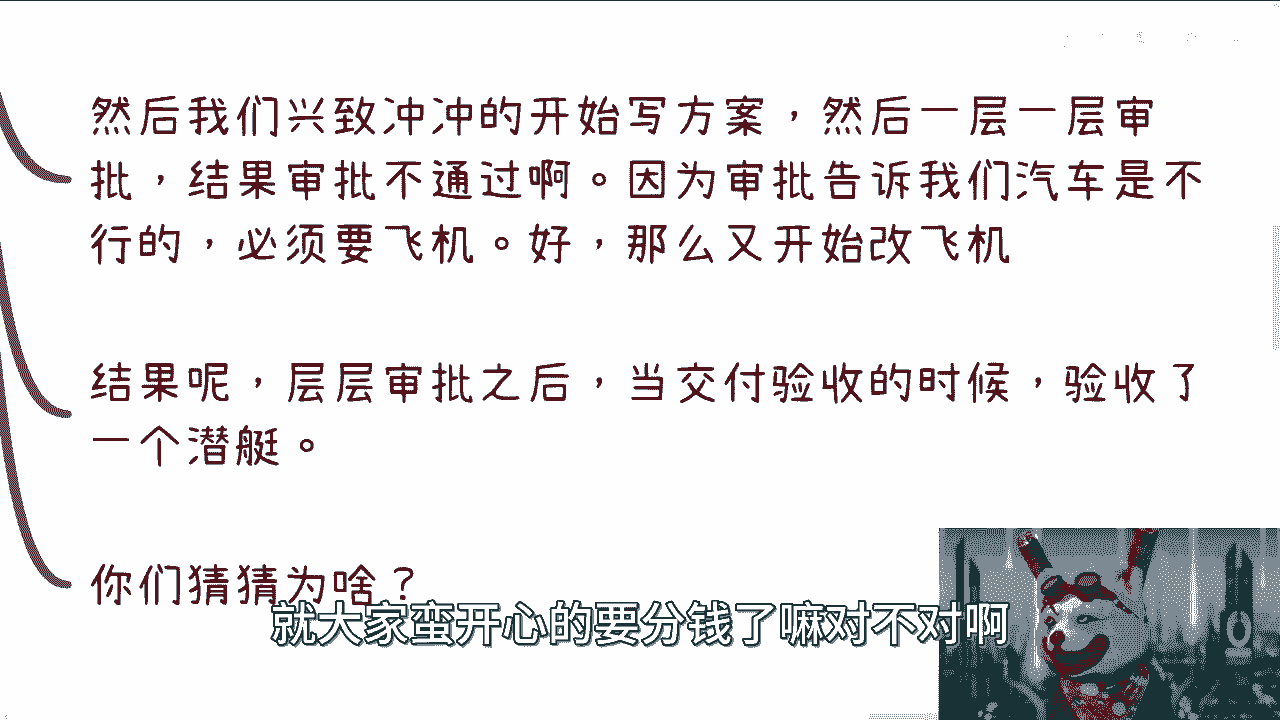 然后我们兴致冲冲的开始写方案，然后一层一层审
批，结果审批不通过啊。因为审批告诉我们汽车是不
行的，必须要飞机。好，那么又开始改飞机
结果呢，层层审批之后，当交付验收的时候，验收了
一个潜艇。
你们猜猜为啥？
就大家蛮开心的要分钱了嘛对不对啊